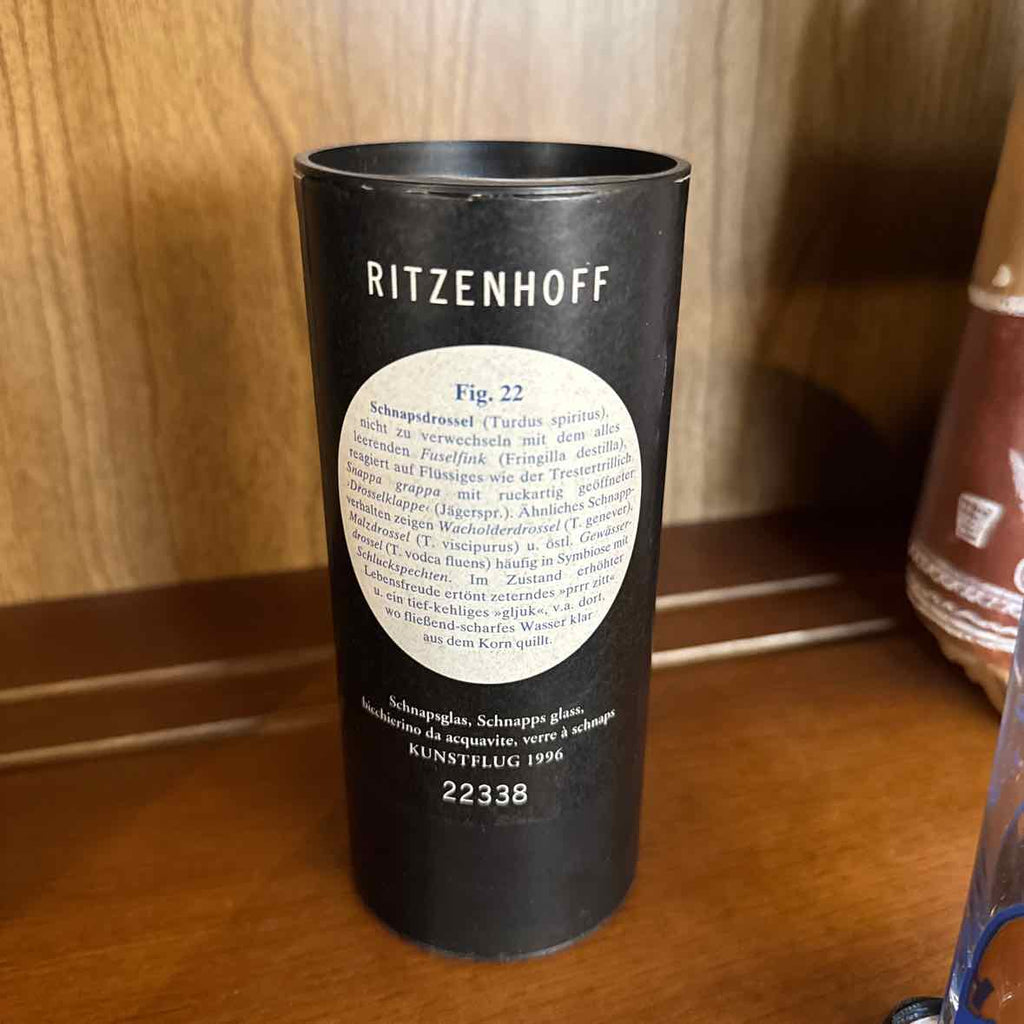 RITZENHOFF
Fig. 22
Schnapsdrossel (Turdus spiritus),
nicht zu verwechseln mit dem alles
leerenden Fuselfink (Fringilla destilla),
reagiert auf Flüssiges wie der Trestertrillich
Snappa grappa mit ruckartig geöffneter
›Drosselklappe‹ (Jägerspr.). Ähnliches Schnapp-
verhalten zeigen Wacholderdrossel (T. genever),
Malzdrossel (T. viscipurus) u. östl. Gewässer-
drossel (T. vodca fluens) häufig in Symbiose mit
Schluckspechten. Im Zustand erhöhter
Lebensfreude ertönt zeterndes »prrr zitt«
u. ein tief-kehliges »gljuk«, v.a. dort,
wo fließend-scharfes Wasser klar
aus dem Korn quillt.
Schnapsglas, Schnapps glass,
bicchierino da acquavite, verre à schnaps
KUNSTFLUG 1996
22338